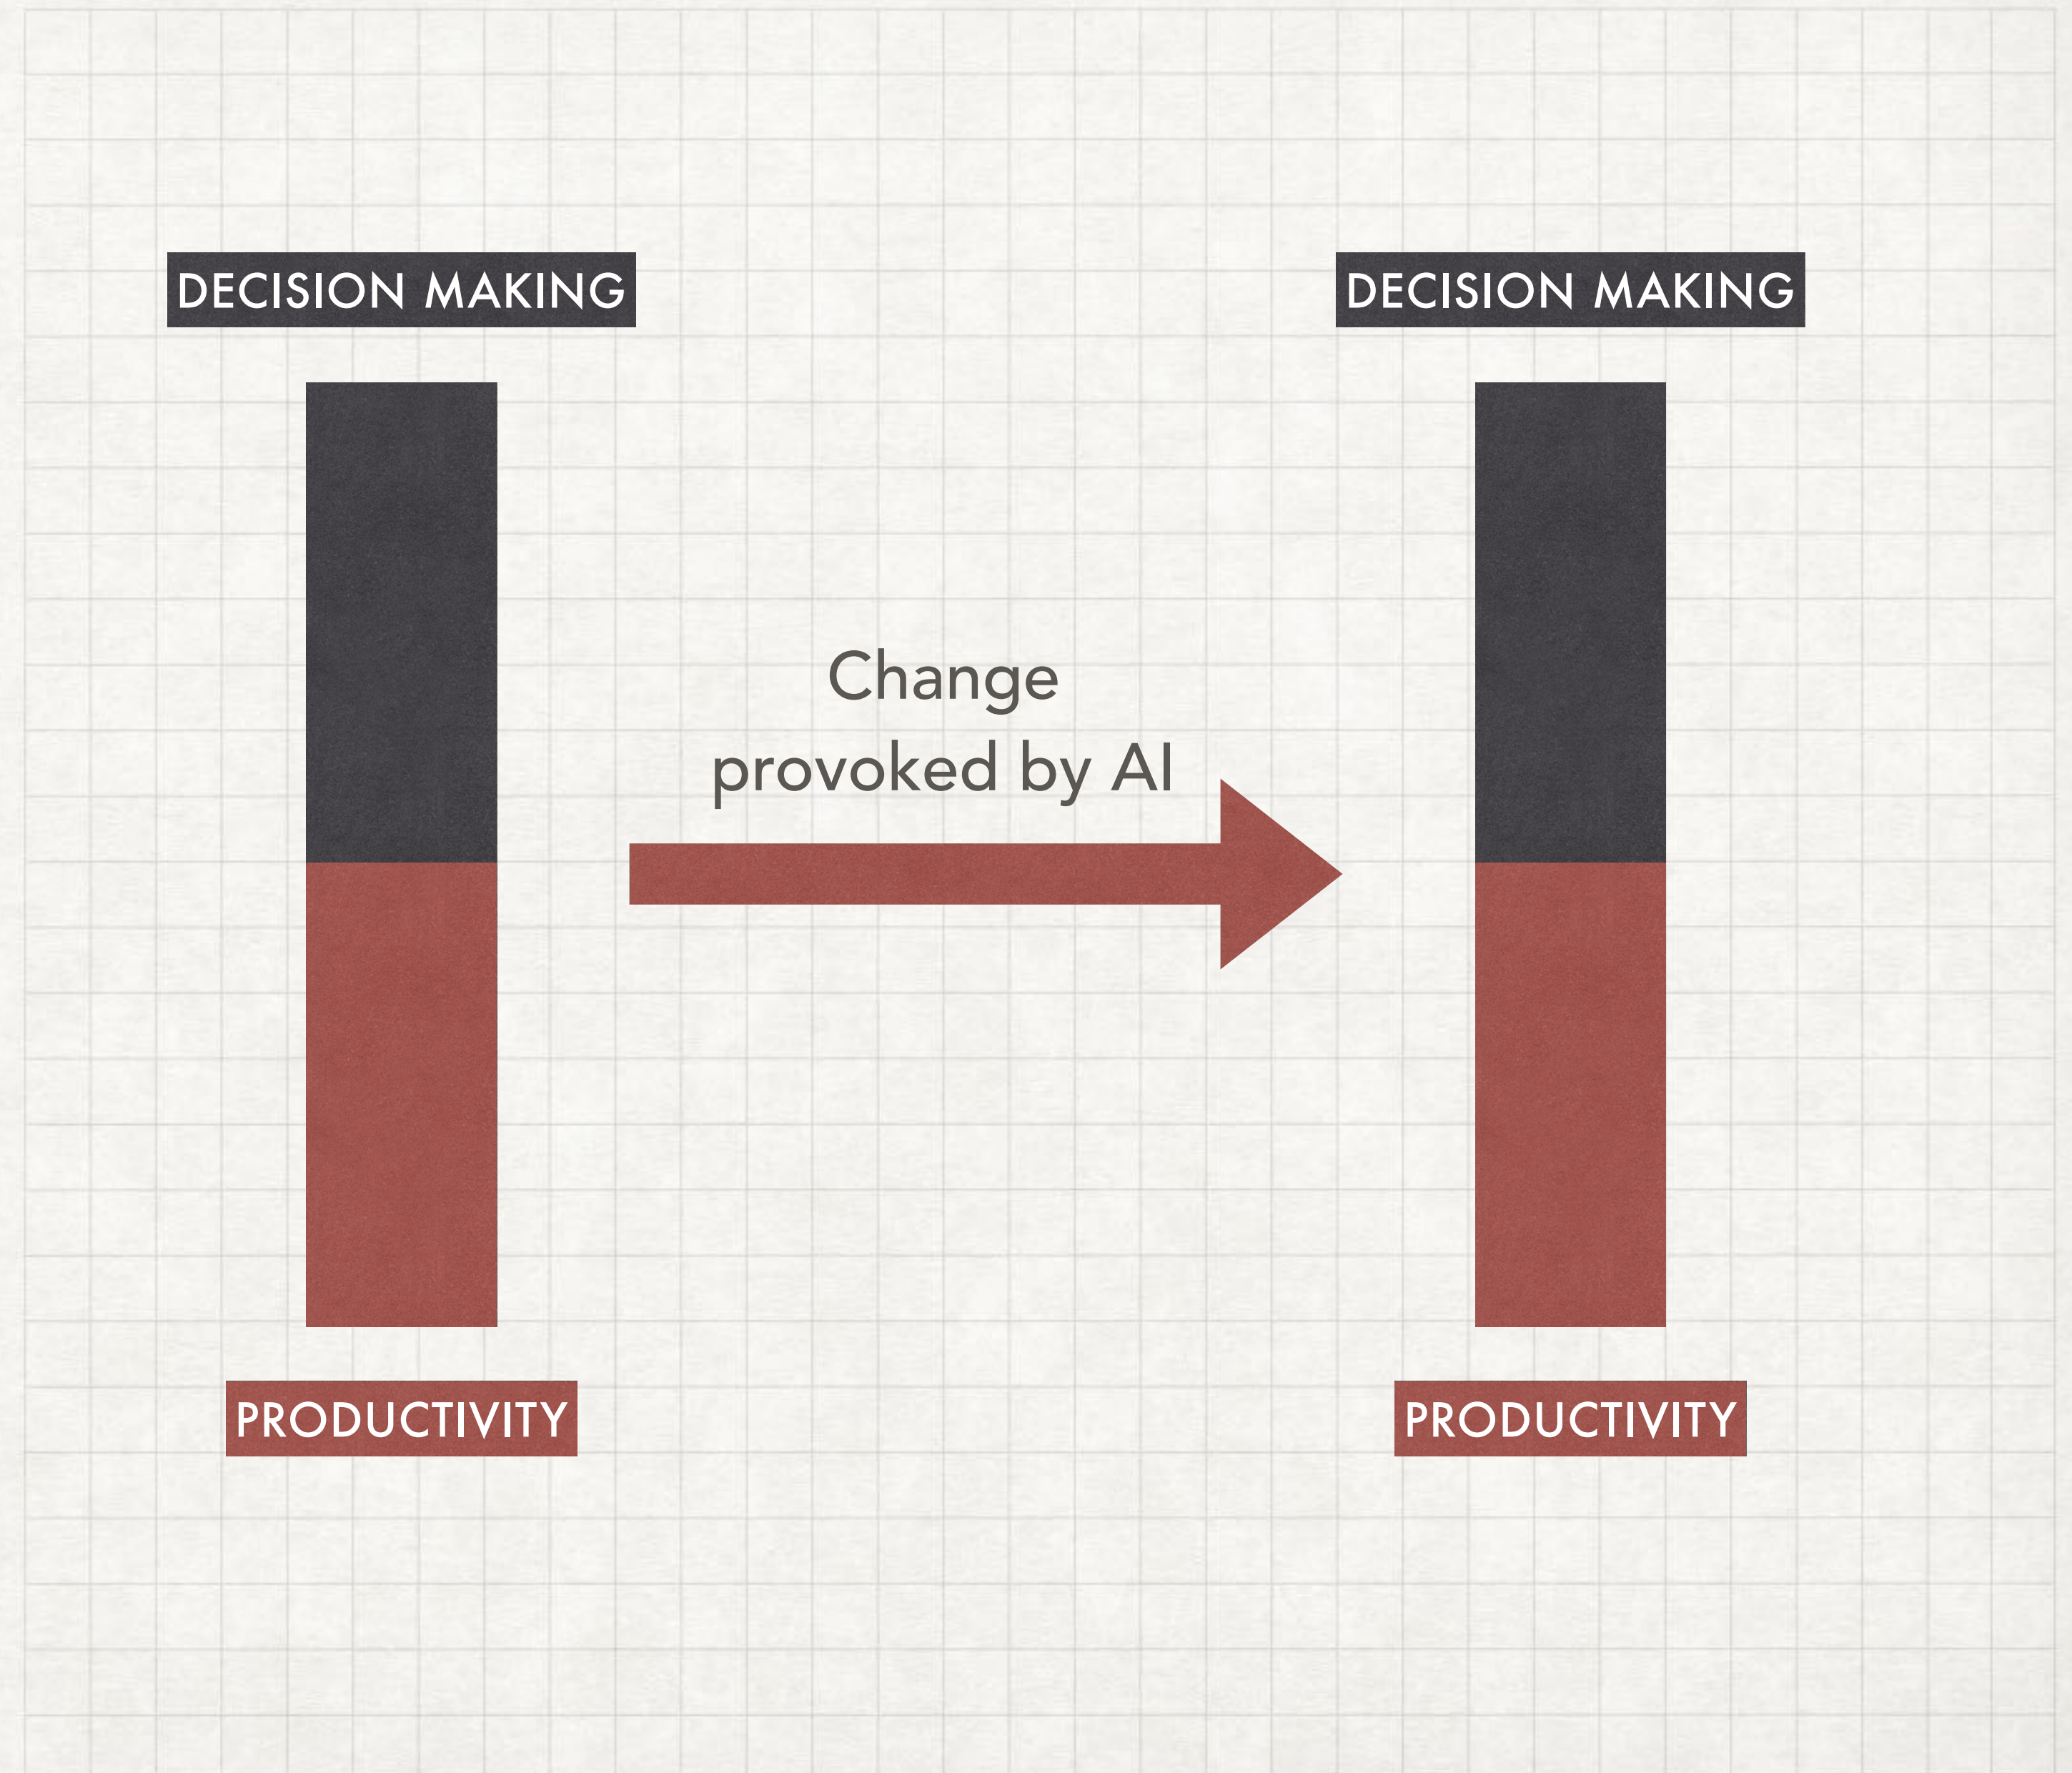 DECISION MAKING
DECISION MAKING
Change
provoked by AI
PRODUCTIVITY
PRODUCTIVITY